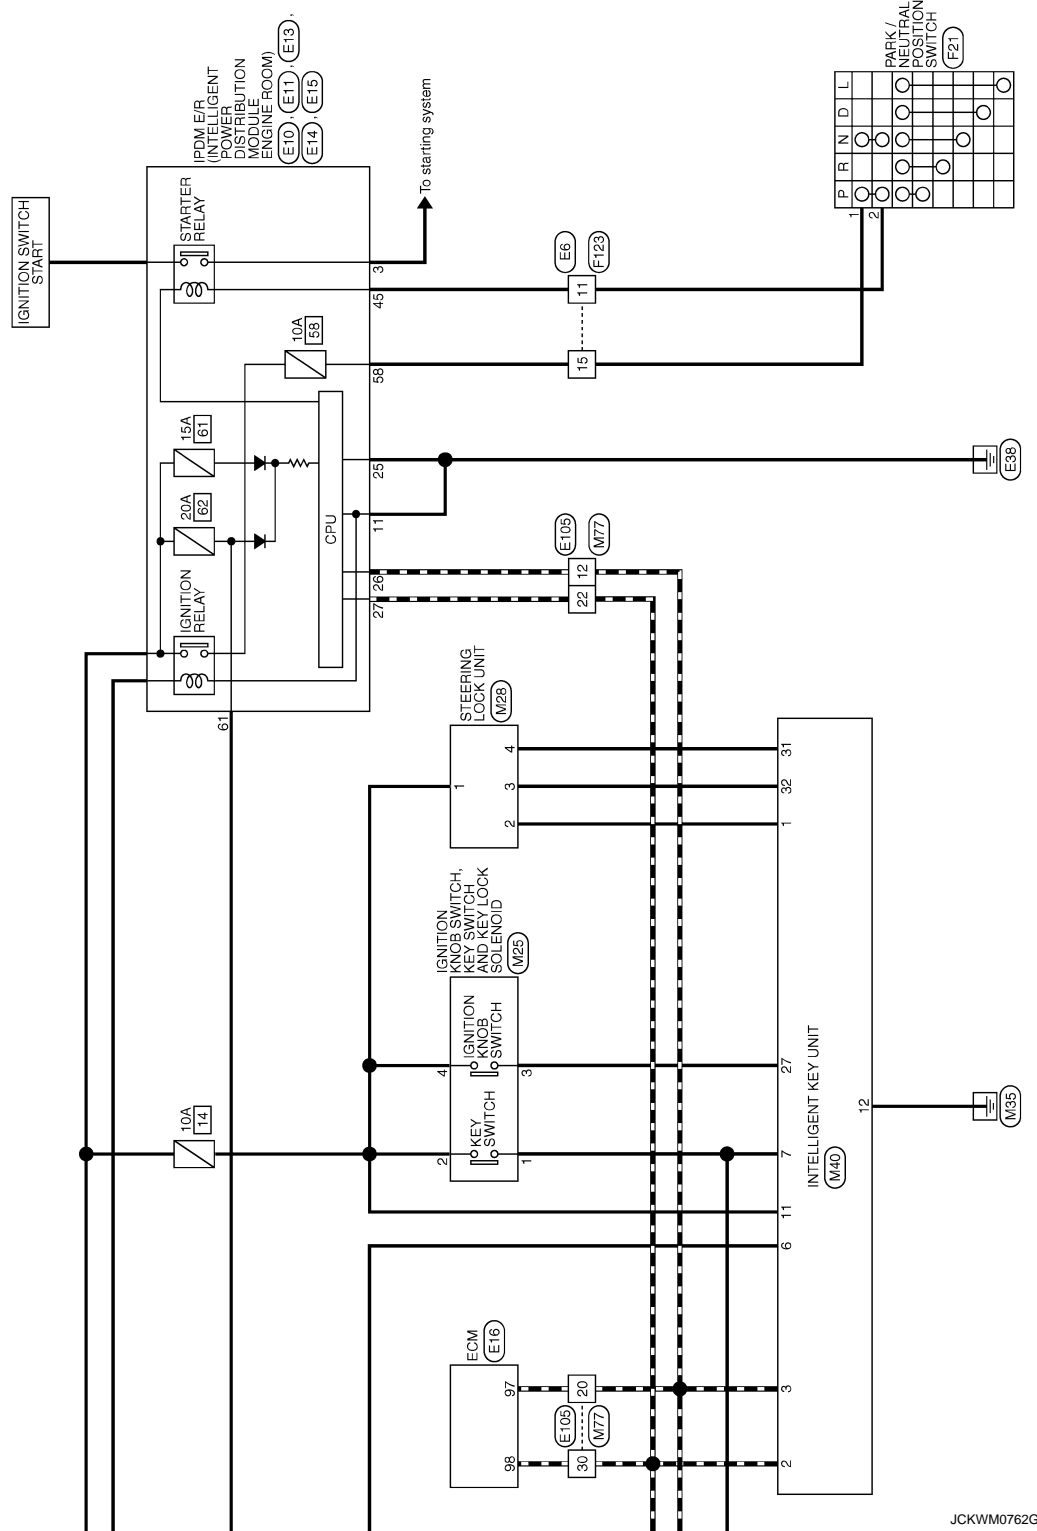 IGNITION SWITCH
START
IPDM E/R
(INTELLIGENT
POWER
DISTRIBUTION
MODULE
ENGINE ROOM)
E10 , E11 , E13 ,
E14 , E15
STARTER
RELAY
To starting system
3
45
10A
58
58
15A
61
20A
62
IGNITION
RELAY
CPU
25
11
26
27
61
E6
F123
11
15
PARK /
NEUTRAL
POSITION
SWITCH
F21
P R N D L
1
2
E38
E105
M77
12
22
STEERING
LOCK UNIT
M28
1
4
3
2
31
32
1
IGNITION
KNOB SWITCH,
KEY SWITCH
AND KEY LOCK
SOLENOID
M25
IGNITION
KNOB
SWITCH
KEY
SWITCH
4
3
2
1
10A
14
27
7
11
6
INTELLIGENT KEY UNIT
M40
12
M35
ECM
E16
97
98
20
30
E105
M77
3
2
JCKWM0762G